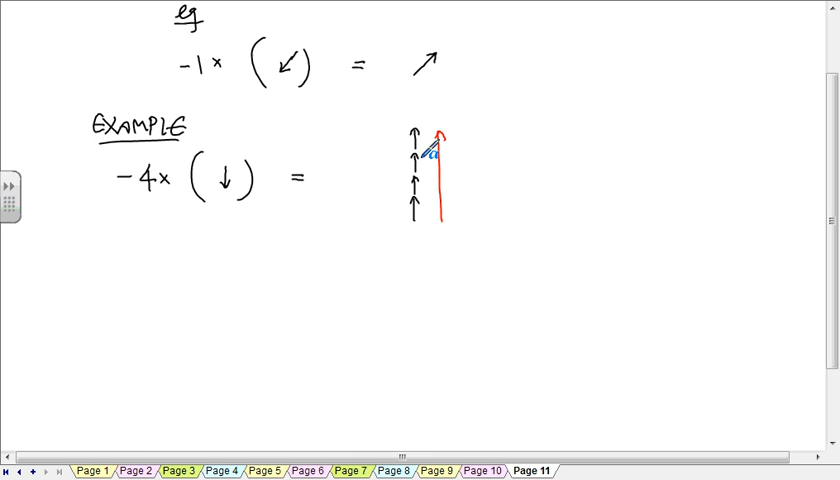 eg
-1 × ( ↙ ) = ↗
EXAMPLE
-4 × ( ↓ ) =
Page 1 Page 2 Page 3 Page 4 Page 5 Page 6 Page 7 Page 8 Page 9 Page 10 Page 11